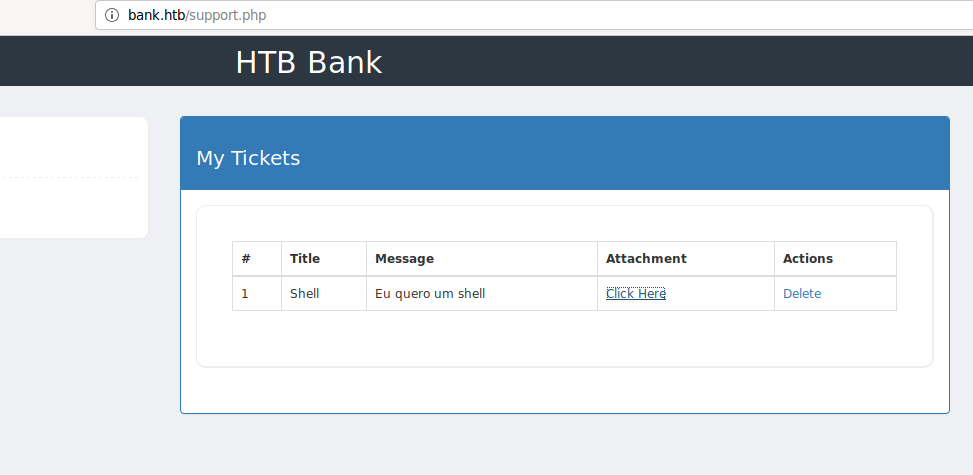 bank.htb/support.php
HTB Bank
My Tickets
# Title Message Attachment Actions
1 Shell Eu quero um shell Click Here Delete